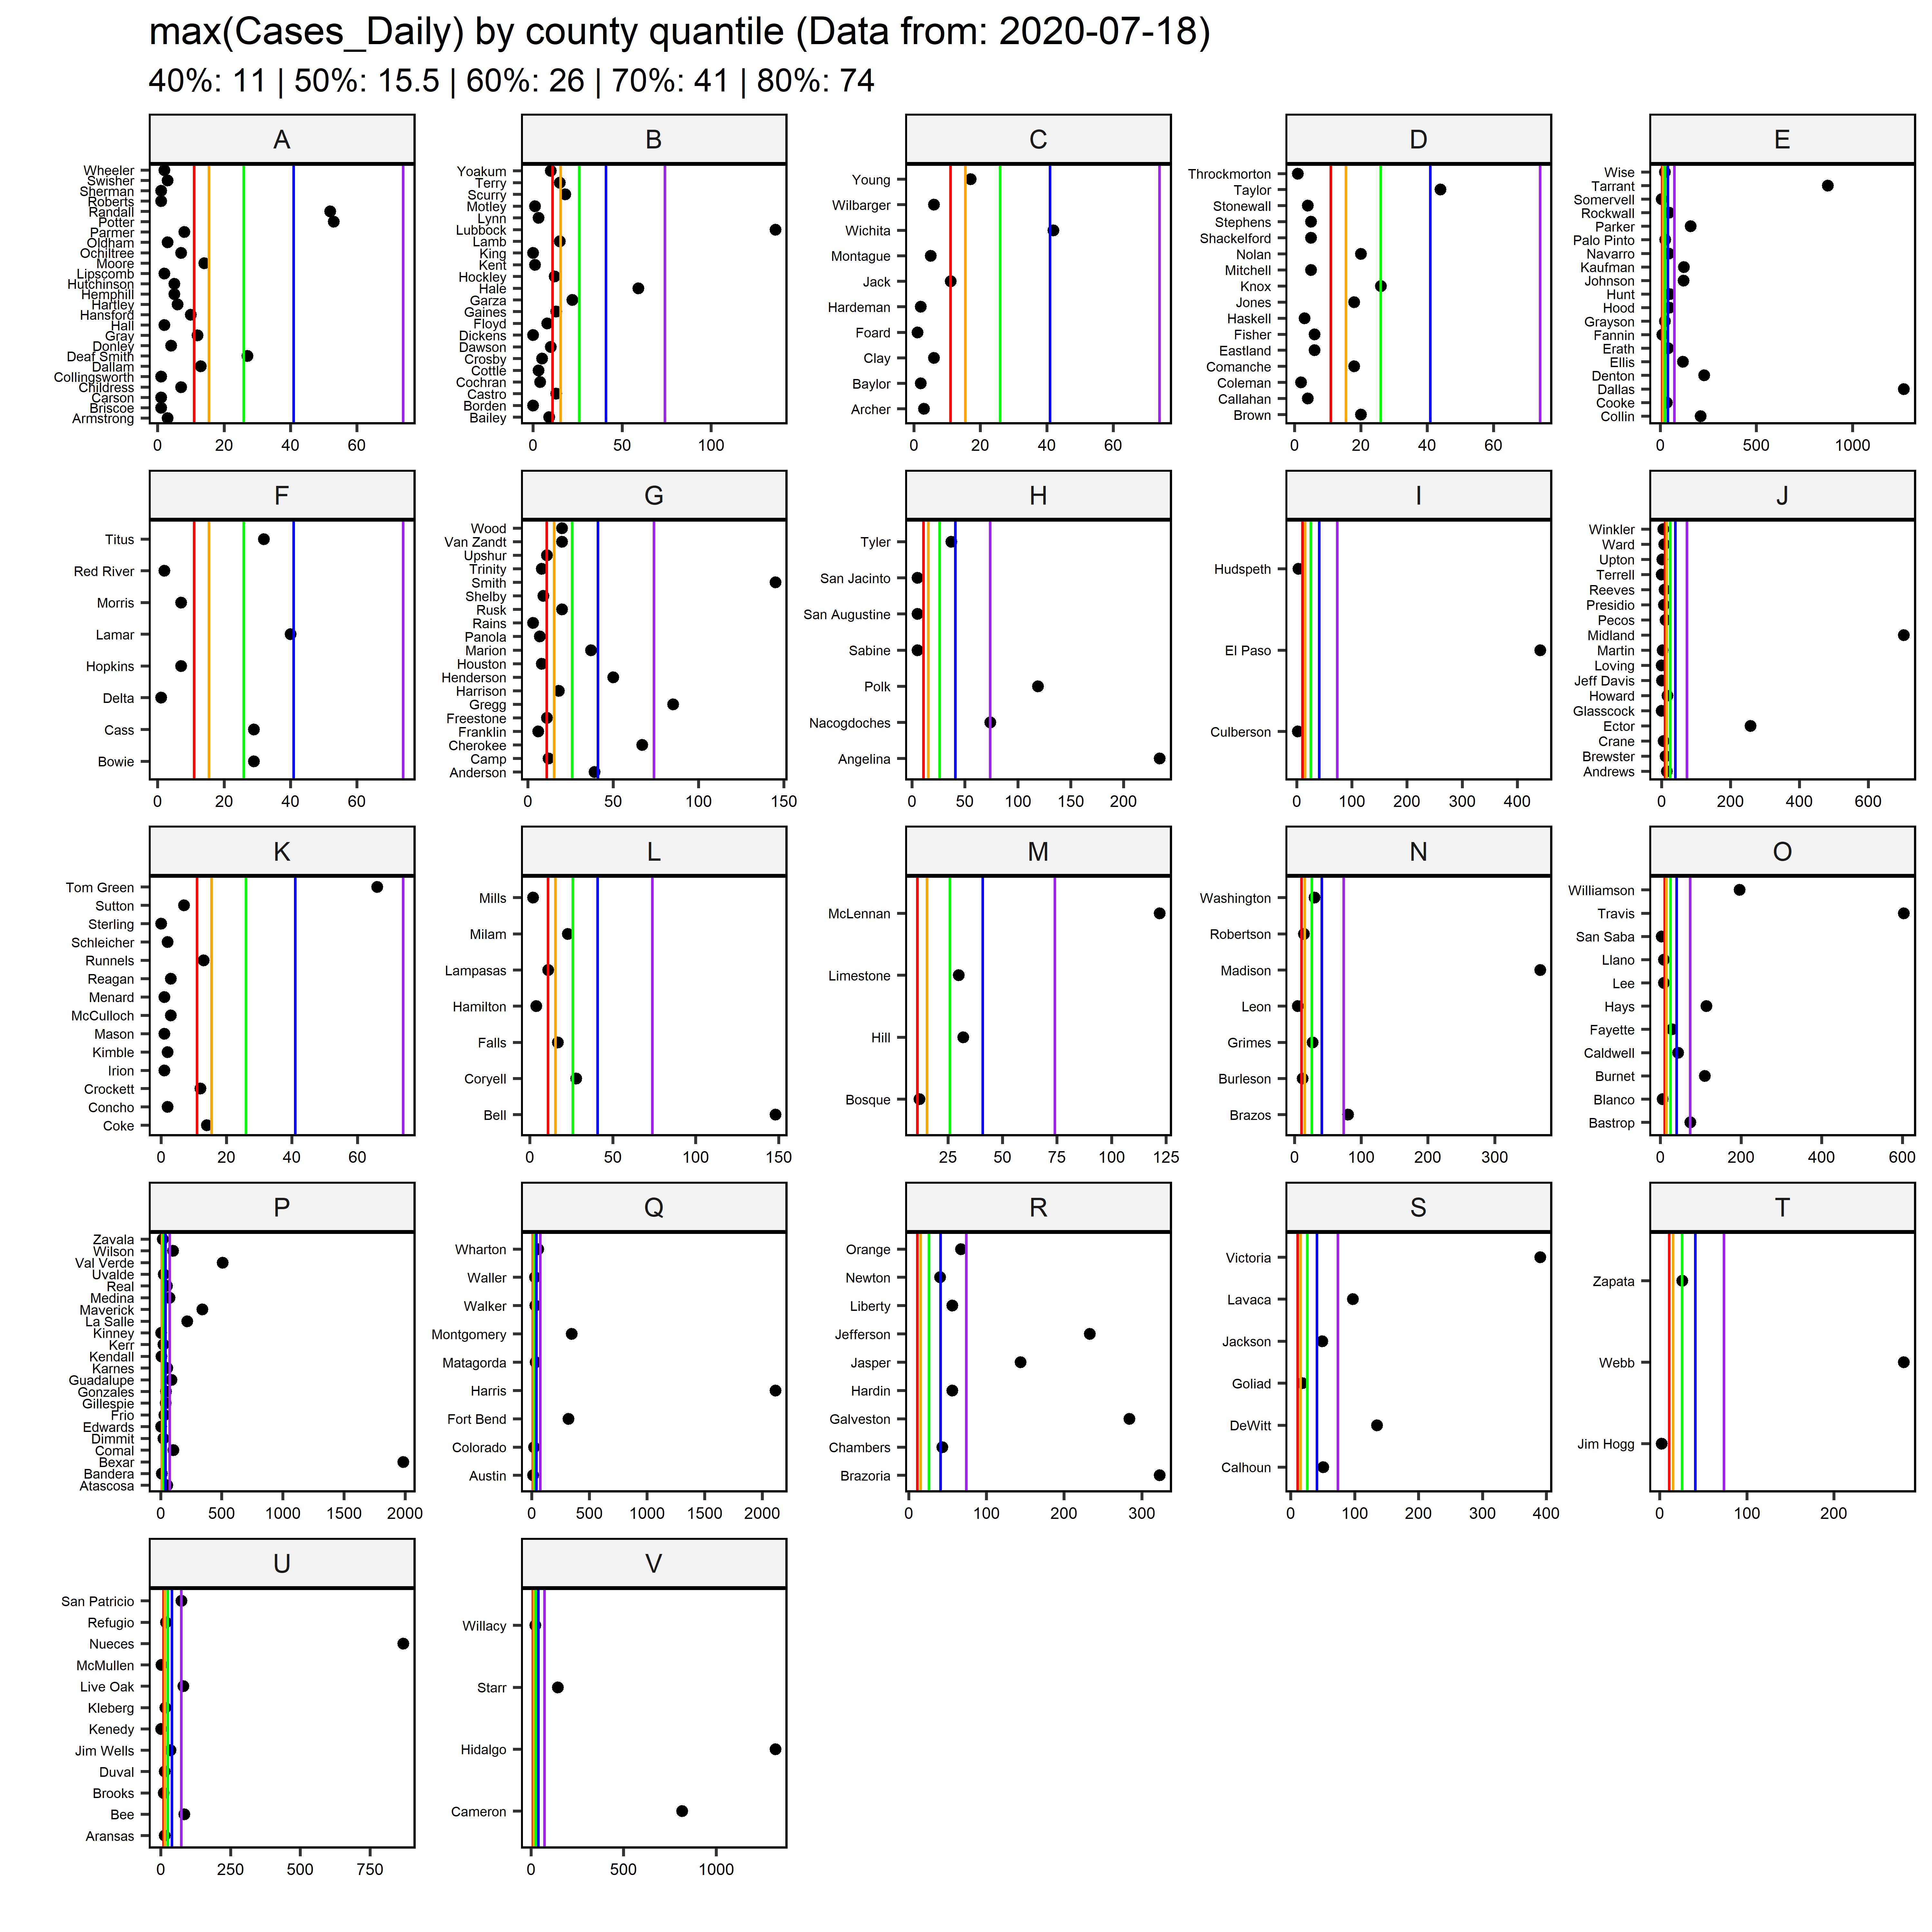 max(Cases_Daily) by county quantile (Data from: 2020-07-18)
40%: 11 | 50%: 15.5 | 60%: 26 | 70%: 41 | 80%: 74
A
Wheeler
Swisher
Sherman
Roberts
Randall
Potter
Parmer
Oldham
Ochiltree
Moore
Lipscomb
Hutchinson
Hemphill
Hartley
Hansford
Hall
Gray
Donley
Deaf Smith
Dallam
Collingsworth
Childress
Carson
Briscoe
Armstrong
0 20 40 60
B
Yoakum
Terry
Scurry
Motley
Lynn
Lubbock
Lamb
King
Kent
Hockley
Hale
Garza
Gaines
Floyd
Dickens
Dawson
Crosby
Cottle
Cochran
Castro
Borden
Bailey
0 50 100
C
Young
Wilbarger
Wichita
Montague
Jack
Hardeman
Foard
Clay
Baylor
Archer
0 20 40 60
D
Throckmorton
Taylor
Stonewall
Stephens
Shackelford
Nolan
Mitchell
Knox
Jones
Haskell
Fisher
Eastland
Comanche
Coleman
Callahan
Brown
0 20 40 60
E
Wise
Tarrant
Somervell
Rockwall
Parker
Palo Pinto
Navarro
Kaufman
Johnson
Hunt
Hood
Grayson
Fannin
Erath
Ellis
Denton
Dallas
Cooke
Collin
0 500 1000
F
Titus
Red River
Morris
Lamar
Hopkins
Delta
Cass
Bowie
0 20 40 60
G
Wood
Van Zandt
Upshur
Trinity
Smith
Shelby
Rusk
Rains
Panola
Marion
Houston
Henderson
Harrison
Gregg
Freestone
Franklin
Cherokee
Camp
Anderson
0 50 100 150
H
Tyler
San Jacinto
San Augustine
Sabine
Polk
Nacogdoches
Angelina
0 50 100 150 200
I
Hudspeth
El Paso
Culberson
0 100 200 300 400
J
Winkler
Ward
Upton
Terrell
Reeves
Presidio
Pecos
Midland
Martin
Loving
Jeff Davis
Howard
Glasscock
Ector
Crane
Brewster
Andrews
0 200 400 600
K
Tom Green
Sutton
Sterling
Schleicher
Runnels
Reagan
Menard
McCulloch
Mason
Kimble
Irion
Crockett
Concho
Coke
0 20 40 60
L
Mills
Milam
Lampasas
Hamilton
Falls
Coryell
Bell
0 50 100 150
M
McLennan
Limestone
Hill
Bosque
25 50 75 100 125
N
Washington
Robertson
Madison
Leon
Grimes
Burleson
Brazos
0 100 200 300
O
Williamson
Travis
San Saba
Llano
Lee
Hays
Fayette
Caldwell
Burnet
Blanco
Bastrop
0 200 400 600
P
Zavala
Wilson
Val Verde
Uvalde
Real
Medina
Maverick
La Salle
Kinney
Kerr
Kendall
Karnes
Guadalupe
Gonzales
Gillespie
Frio
Edwards
Dimmit
Comal
Bexar
Bandera
Atascosa
0 500 1000 1500 2000
Q
Wharton
Waller
Walker
Montgomery
Matagorda
Harris
Fort Bend
Colorado
Austin
0 500 1000 1500 2000
R
Orange
Newton
Liberty
Jefferson
Jasper
Hardin
Galveston
Chambers
Brazoria
0 100 200 300
S
Victoria
Lavaca
Jackson
Goliad
DeWitt
Calhoun
0 100 200 300 400
T
Zapata
Webb
Jim Hogg
0 100 200
U
San Patricio
Refugio
Nueces
McMullen
Live Oak
Kleberg
Kenedy
Jim Wells
Duval
Brooks
Bee
Aransas
0 250 500 750
V
Willacy
Starr
Hidalgo
Cameron
0 500 1000